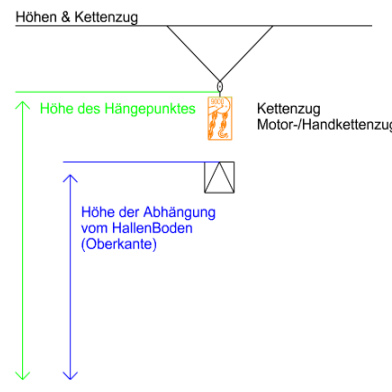 Höhen & Kettenzug
Höhe des Hängepunktes
Kettenzug
Motor-/Handkettenzug
Höhe der Abhängung
vom HallenBoden
(Oberkante)